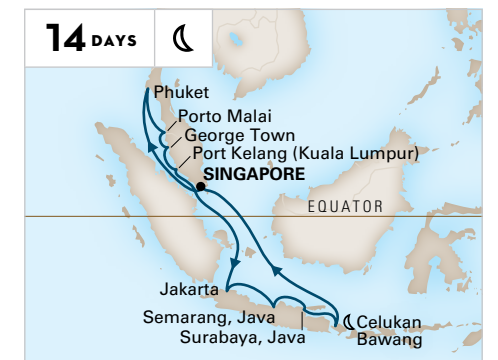 14 DAYS
Phuket
Porto Malai
George Town
Port Kelang (Kuala Lumpur)
SINGAPORE
EQUATOR
Jakarta
Semarang, Java
Surabaya, Java
Celukan
Bawang